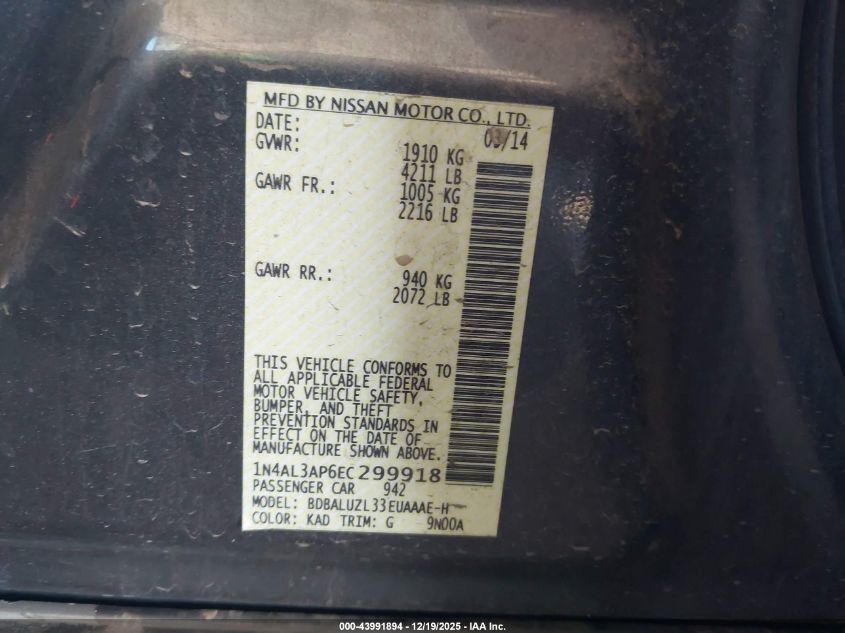 MFD BY NISSAN MOTOR CO., LTD.
DATE: 03/14
GVWR: 1910 KG
4211 LB
GAWR FR.: 1005 KG
2216 LB
GAWR RR.: 940 KG
2072 LB
THIS VEHICLE CONFORMS TO
ALL APPLICABLE FEDERAL
MOTOR VEHICLE SAFETY,
BUMPER, AND THEFT
PREVENTION STANDARDS IN
EFFECT ON THE DATE OF
MANUFACTURE SHOWN ABOVE.
1N4AL3AP6EC299918
PASSENGER CAR 942
MODEL: BDBALUZL33EUAAAE-H
COLOR: KAD TRIM: G 9N00A
000-43991894 - 12/19/2025 - IAA Inc.